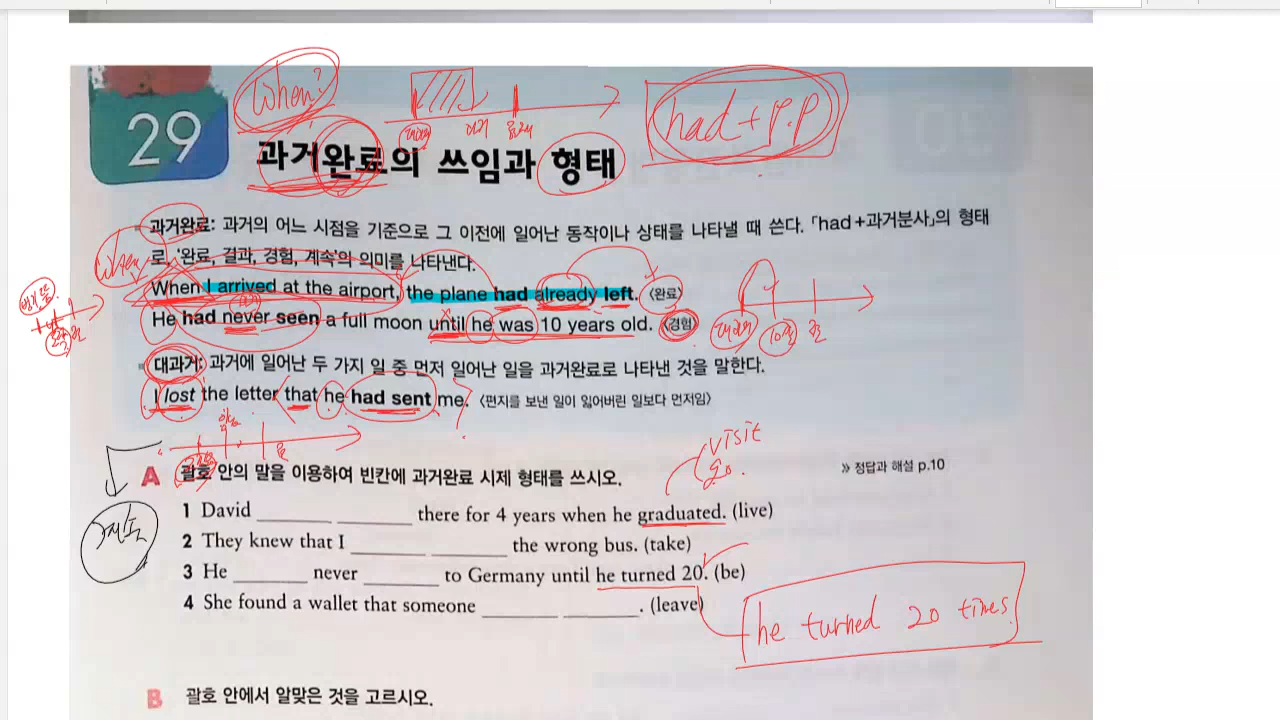 when?
had + P.P
29
과거완료의 쓰임과 형태
과거완료: 과거의 어느 시점을 기준으로 그 이전에 일어난 동작이나 상태를 나타낼 때 쓴다. 「had+과거분사」의 형태
로, '완료, 결과, 경험, 계속'의 의미를 나타낸다.
when
When I arrived at the airport, the plane had already left. 〈완료〉
He had never seen a full moon until he was 10 years old. 〈경험〉
대과거: 과거에 일어난 두 가지 일 중 먼저 일어난 일을 과거완료로 나타낸 것을 말한다.
I lost the letter that he had sent me. 〈편지를 보낸 일이 잃어버린 일보다 먼저임〉
visit
go.
A 괄호 안의 말을 이용하여 빈칸에 과거완료 시제 형태를 쓰시오.
» 정답과 해설 p.10
1 David ______ ______ there for 4 years when he graduated. (live)
2 They knew that I ______ ______ the wrong bus. (take)
3 He ______ never ______ to Germany until he turned 20. (be)
4 She found a wallet that someone ______ ______. (leave)
he turned 20 times
B 괄호 안에서 알맞은 것을 고르시오.